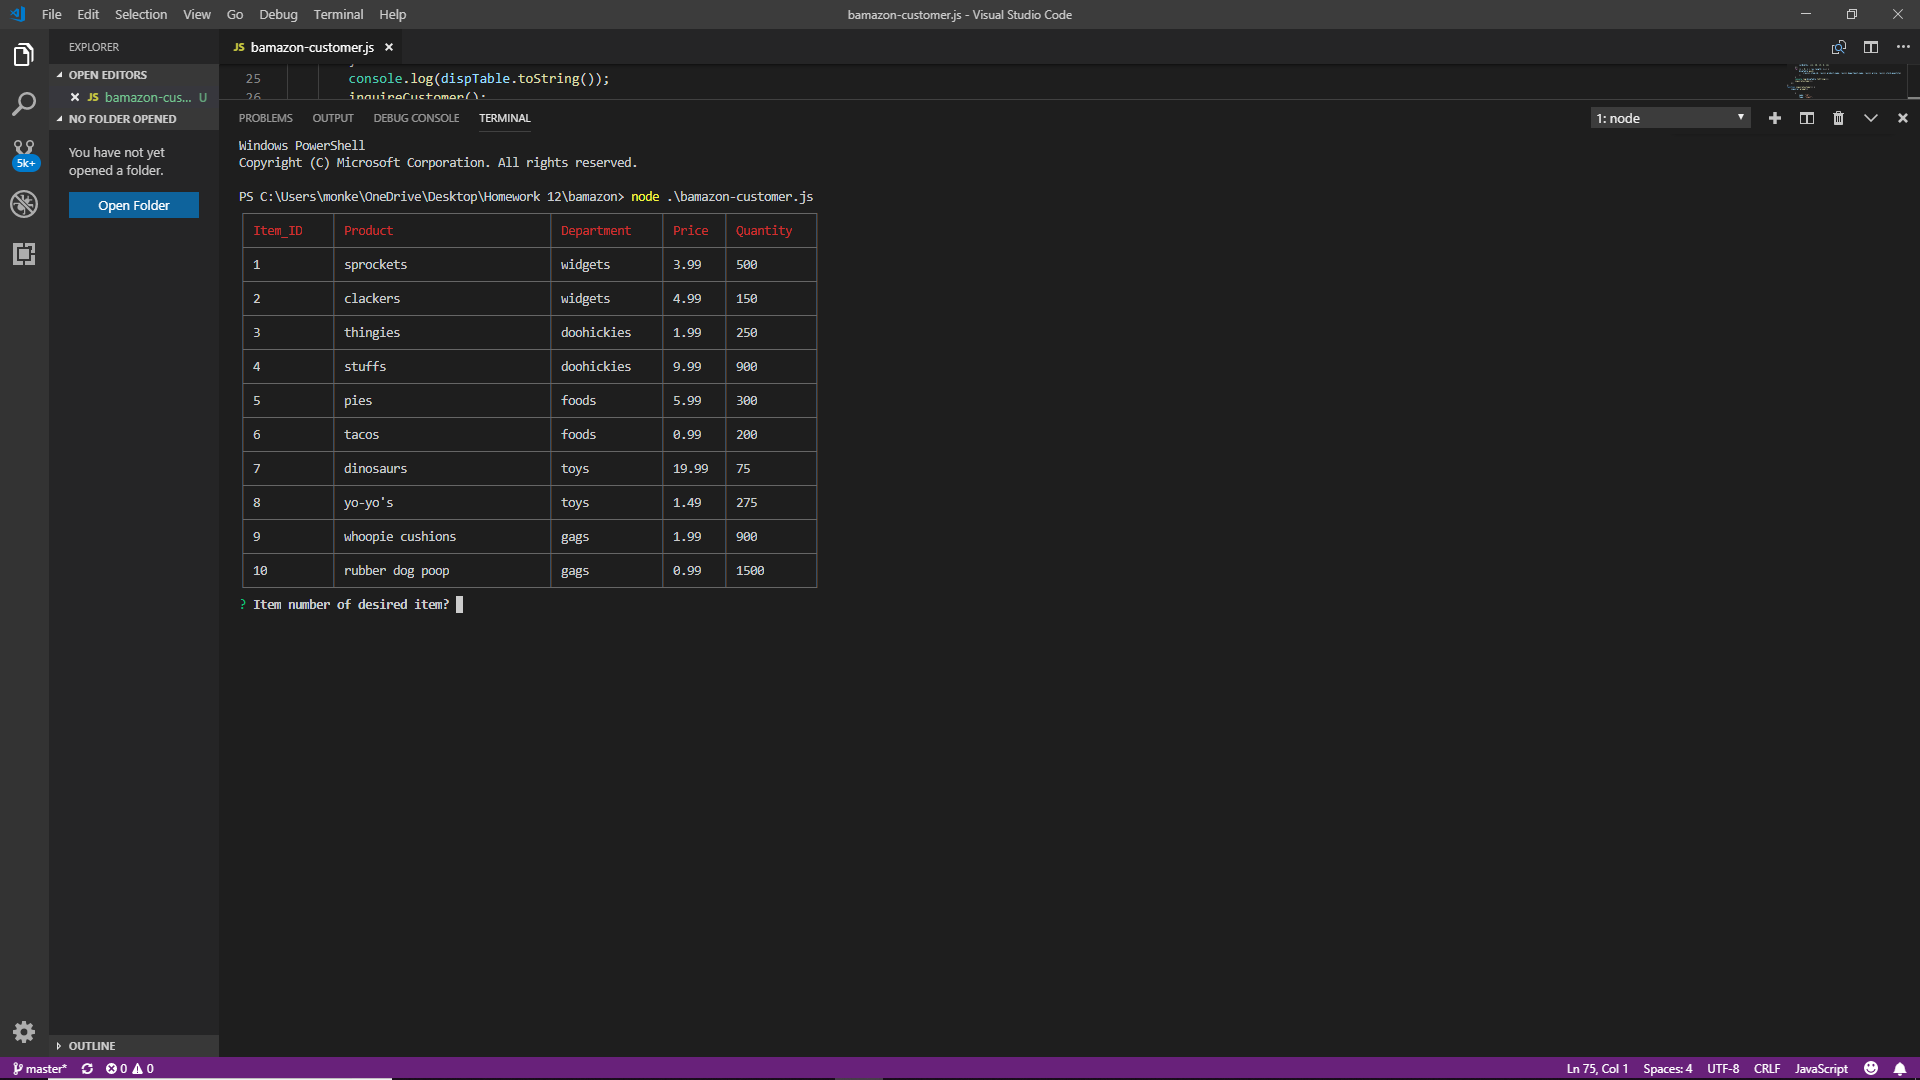 File Edit Selection View Go Debug Terminal Help
bamazon-customer.js - Visual Studio Code
EXPLORER
OPEN EDITORS
JS bamazon-cus... U
NO FOLDER OPENED
You have not yet
opened a folder.
Open Folder
5k+
OUTLINE
JS bamazon-customer.js
25 console.log(dispTable.toString());
26 inquireCustomer();
PROBLEMS OUTPUT DEBUG CONSOLE TERMINAL
1: node
Windows PowerShell
Copyright (C) Microsoft Corporation. All rights reserved.
PS C:\Users\monke\OneDrive\Desktop\Homework 12\bamazon> node .\bamazon-customer.js
Item_ID Product Department Price Quantity
1 sprockets widgets 3.99 500
2 clackers widgets 4.99 150
3 thingies doohickies 1.99 250
4 stuffs doohickies 9.99 900
5 pies foods 5.99 300
6 tacos foods 0.99 200
7 dinosaurs toys 19.99 75
8 yo-yo's toys 1.49 275
9 whoopie cushions gags 1.99 900
10 rubber dog poop gags 0.99 1500
? Item number of desired item?
master* 0 0
Ln 75, Col 1 Spaces: 4 UTF-8 CRLF JavaScript